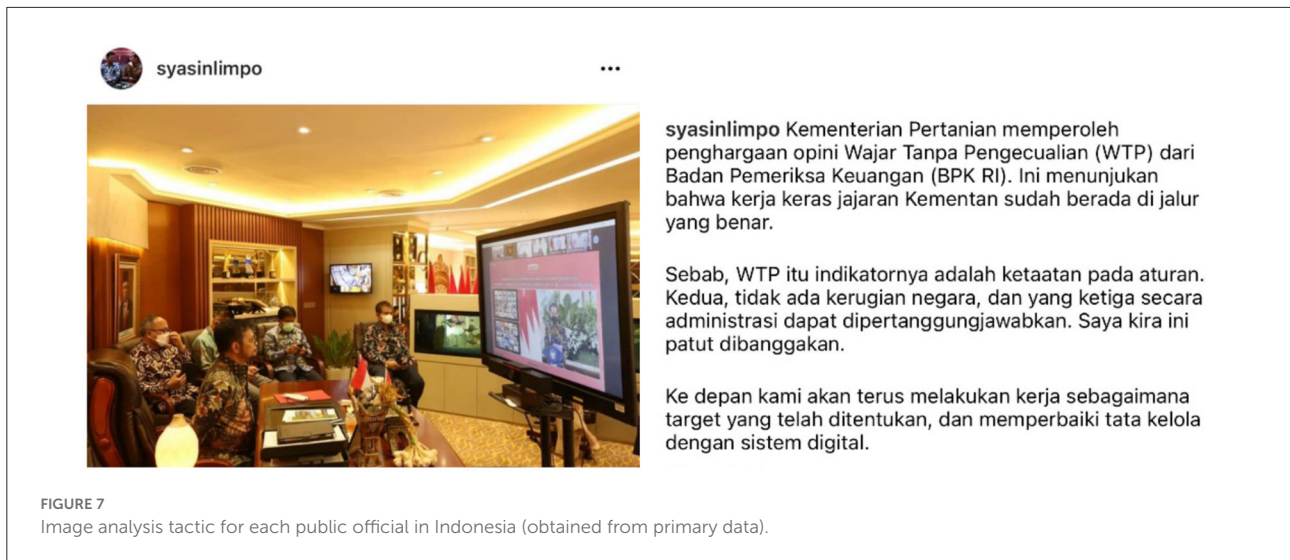 syasinlimpo
...
syasinlimpo Kementerian Pertanian memperoleh
penghargaan opini Wajar Tanpa Pengecualian (WTP) dari
Badan Pemeriksa Keuangan (BPK RI). Ini menunjukan
bahwa kerja keras jajaran Kementan sudah berada di jalur
yang benar.
Sebab, WTP itu indikatornya adalah ketaatan pada aturan.
Kedua, tidak ada kerugian negara, dan yang ketiga secara
administrasi dapat dipertanggungjawabkan. Saya kira ini
patut dibanggakan.
Ke depan kami akan terus melakukan kerja sebagaimana
target yang telah ditentukan, dan memperbaiki tata kelola
dengan sistem digital.
FIGURE 7
Image analysis tactic for each public official in Indonesia (obtained from primary data).